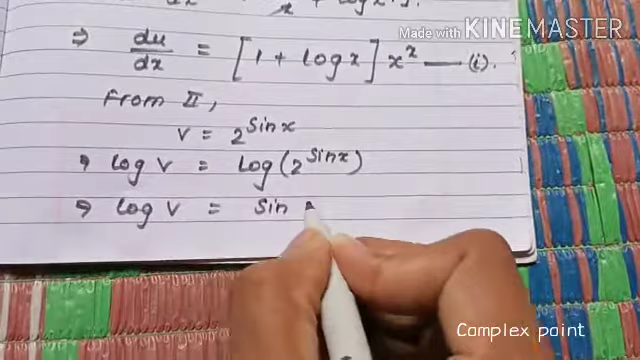 Made with KINEMASTER
⇒ du/dx = [1 + log x] x^x — (i).
From II,
v = 2^sin x
⇒ log v = log(2^sin x)
⇒ log v = sin
Complex point